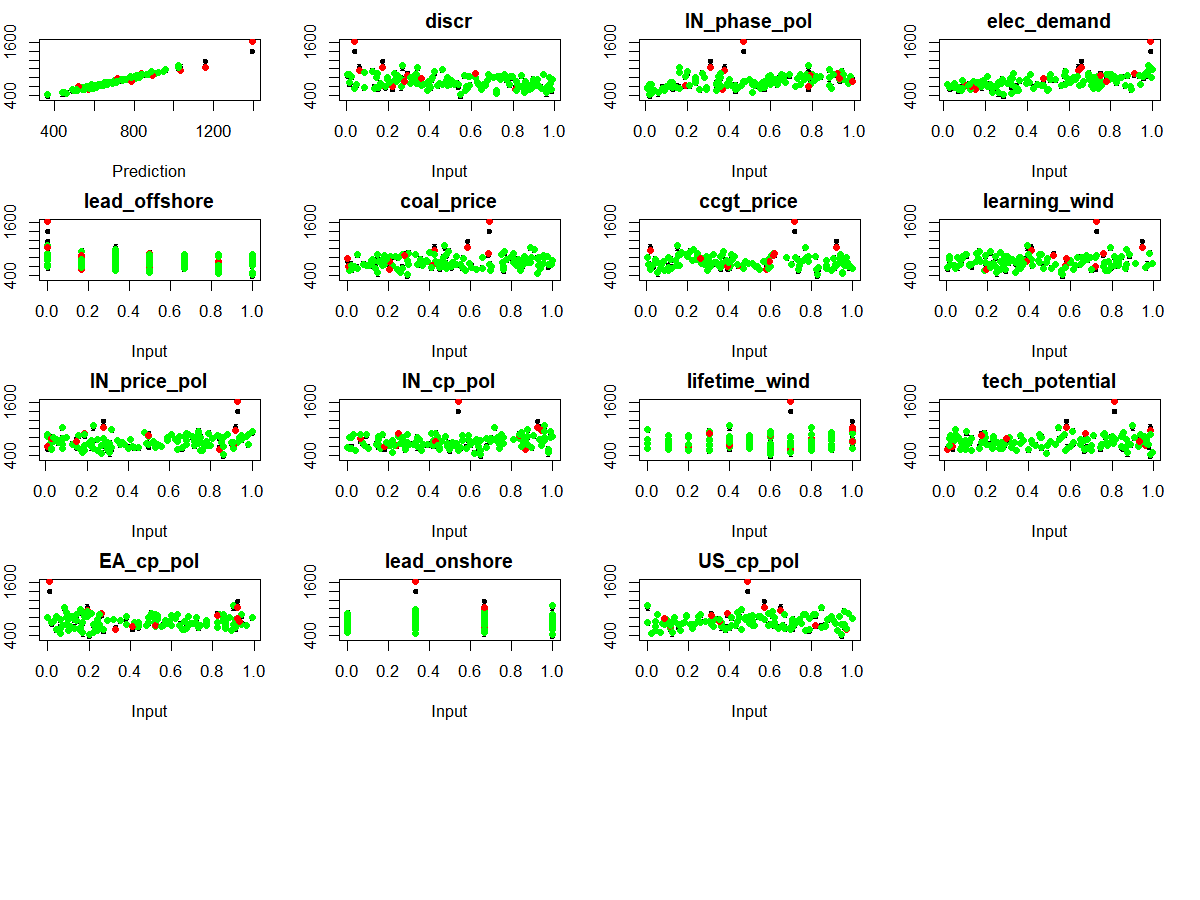 discr IN_phase_pol elec_demand
400 1600 400 1600 400 1600 400 1600
400 800 1200 0.0 0.2 0.4 0.6 0.8 1.0 0.0 0.2 0.4 0.6 0.8 1.0 0.0 0.2 0.4 0.6 0.8 1.0
Prediction Input Input Input
lead_offshore coal_price ccgt_price learning_wind
400 1600 400 1600 400 1600 400 1600
0.0 0.2 0.4 0.6 0.8 1.0 0.0 0.2 0.4 0.6 0.8 1.0 0.0 0.2 0.4 0.6 0.8 1.0 0.0 0.2 0.4 0.6 0.8 1.0
Input Input Input Input
IN_price_pol IN_cp_pol lifetime_wind tech_potential
400 1600 400 1600 400 1600 400 1600
0.0 0.2 0.4 0.6 0.8 1.0 0.0 0.2 0.4 0.6 0.8 1.0 0.0 0.2 0.4 0.6 0.8 1.0 0.0 0.2 0.4 0.6 0.8 1.0
Input Input Input Input
EA_cp_pol lead_onshore US_cp_pol
400 1600 400 1600 400 1600
0.0 0.2 0.4 0.6 0.8 1.0 0.0 0.2 0.4 0.6 0.8 1.0 0.0 0.2 0.4 0.6 0.8 1.0
Input Input Input